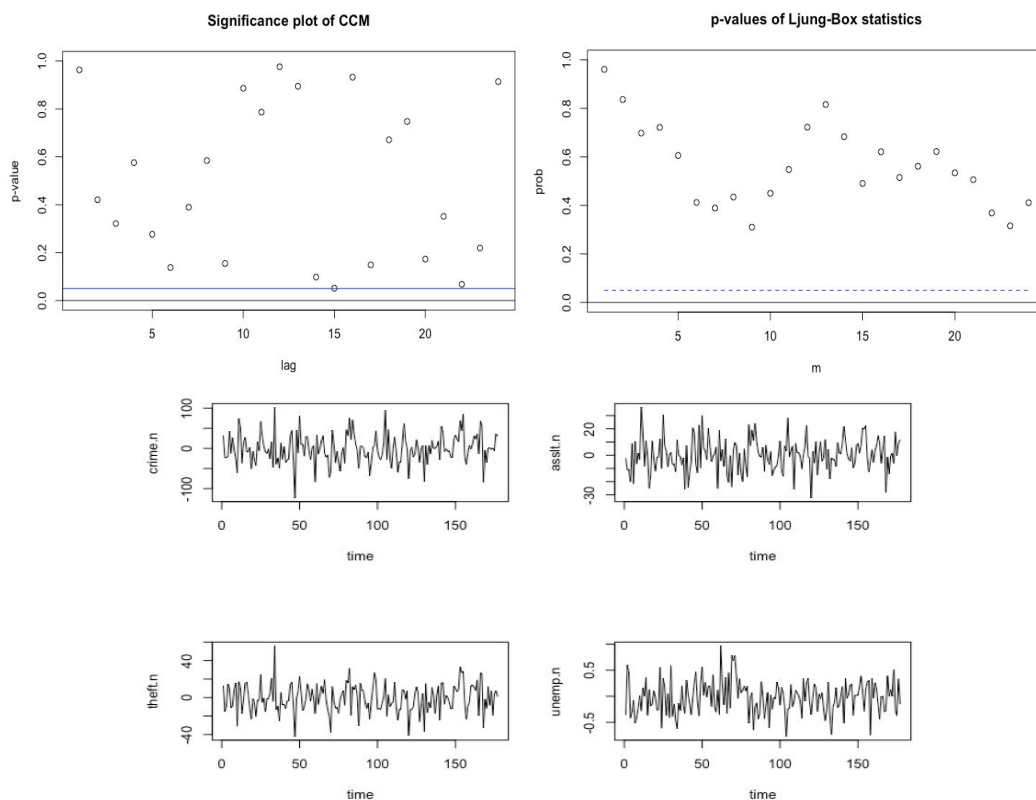 Significance plot of CCM
p-value
0.0 0.2 0.4 0.6 0.8 1.0
5 10 15 20
lag
p-values of Ljung-Box statistics
prob
0.0 0.2 0.4 0.6 0.8 1.0
5 10 15 20
m
crime.n
-100 0 100
0 50 100 150
time
asslt.n
-30 0 20
0 50 100 150
time
theft.n
-40 0 40
0 50 100 150
time
unemp.n
-0.5 0.5
0 50 100 150
time